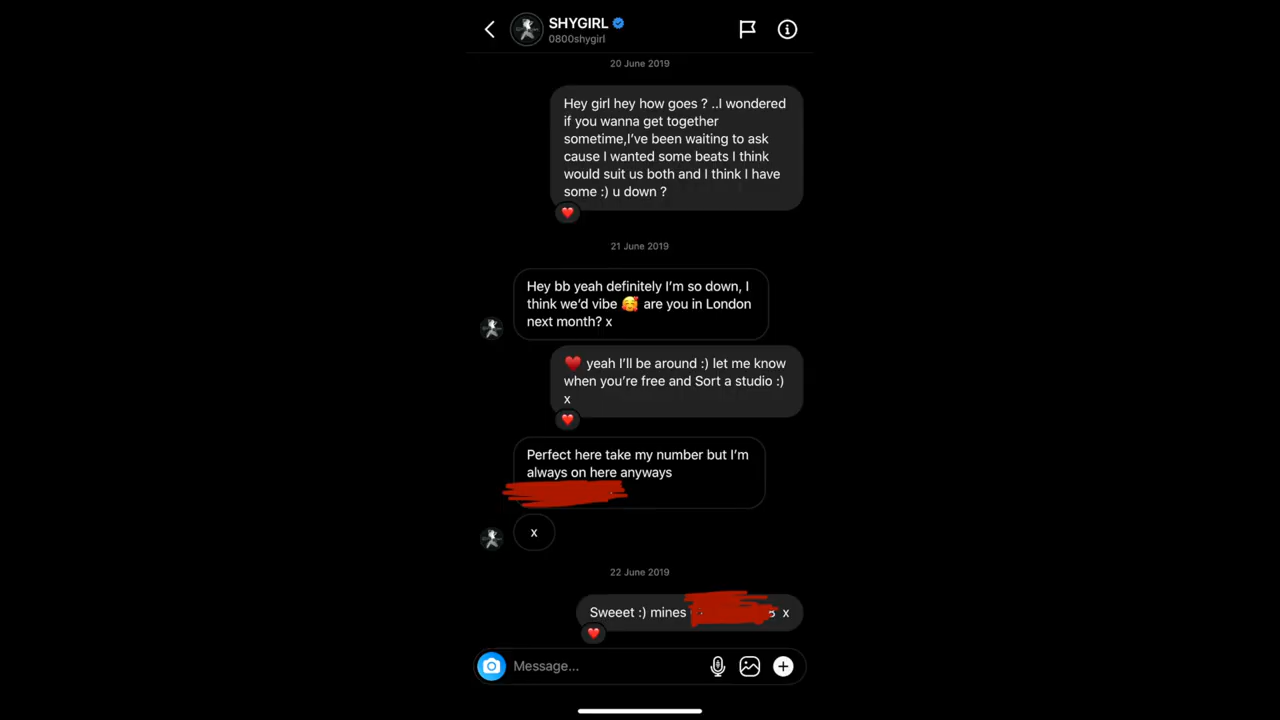 SHYGIRL
0800shygirl
20 June 2019
Hey girl hey how goes ? ..I wondered
if you wanna get together
sometime,I've been waiting to ask
cause I wanted some beats I think
would suit us both and I think I have
some :) u down ?
21 June 2019
Hey bb yeah definitely I'm so down, I
think we'd vibe 🥰 are you in London
next month? x
♥️ yeah I'll be around :) let me know
when you're free and Sort a studio :)
x
Perfect here take my number but I'm
always on here anyways
x
22 June 2019
Sweeet :) mines x
Message...